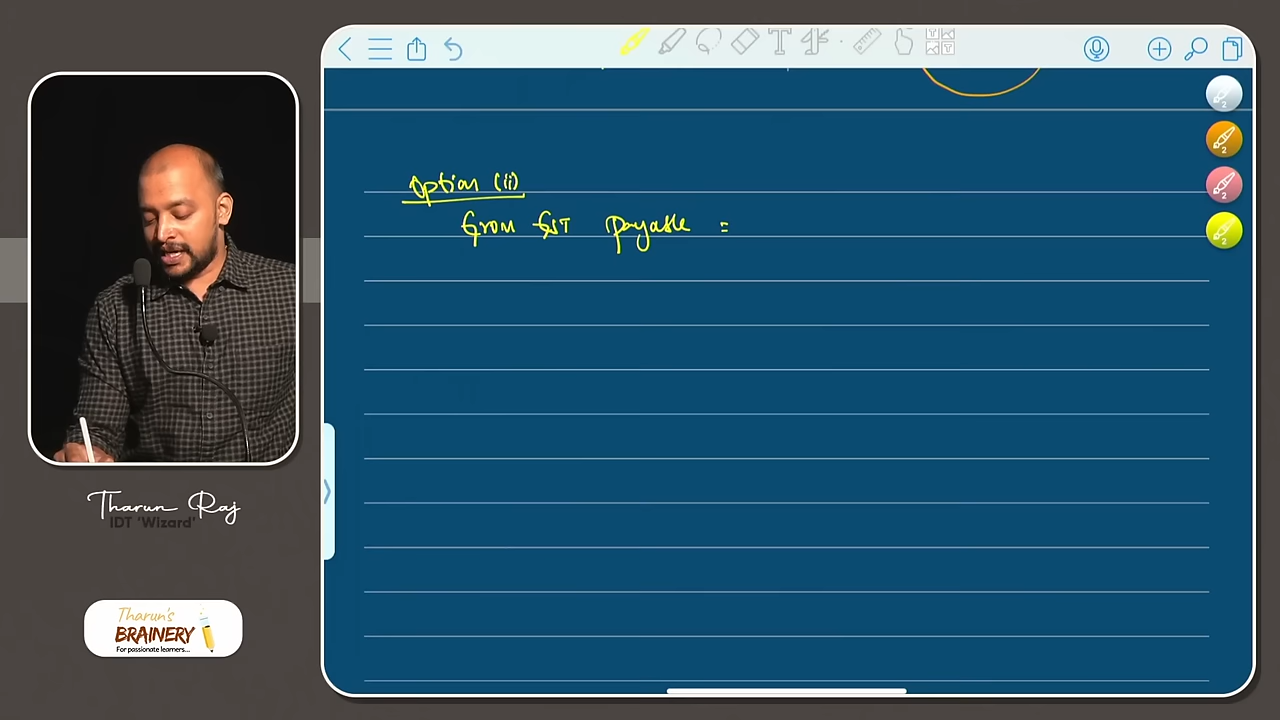 Option (ii)
Gross GST payable =
Tharun Raj
IDT 'Wizard'
Tharun's
BRAINERY
For passionate learners...